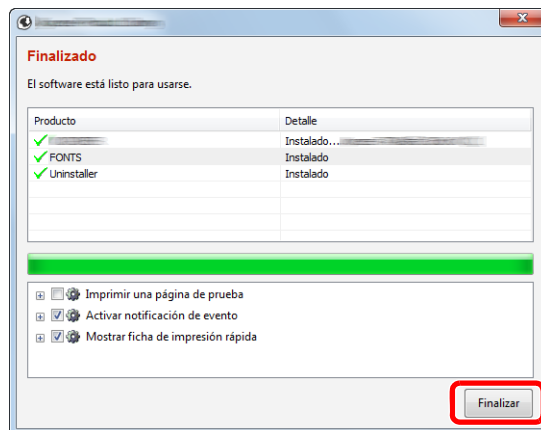 Finalizado
El software está listo para usarse.
Producto Detalle
Instalado...
FONTS Instalado
Uninstaller Instalado
Imprimir una página de prueba
Activar notificación de evento
Mostrar ficha de impresión rápida
Finalizar